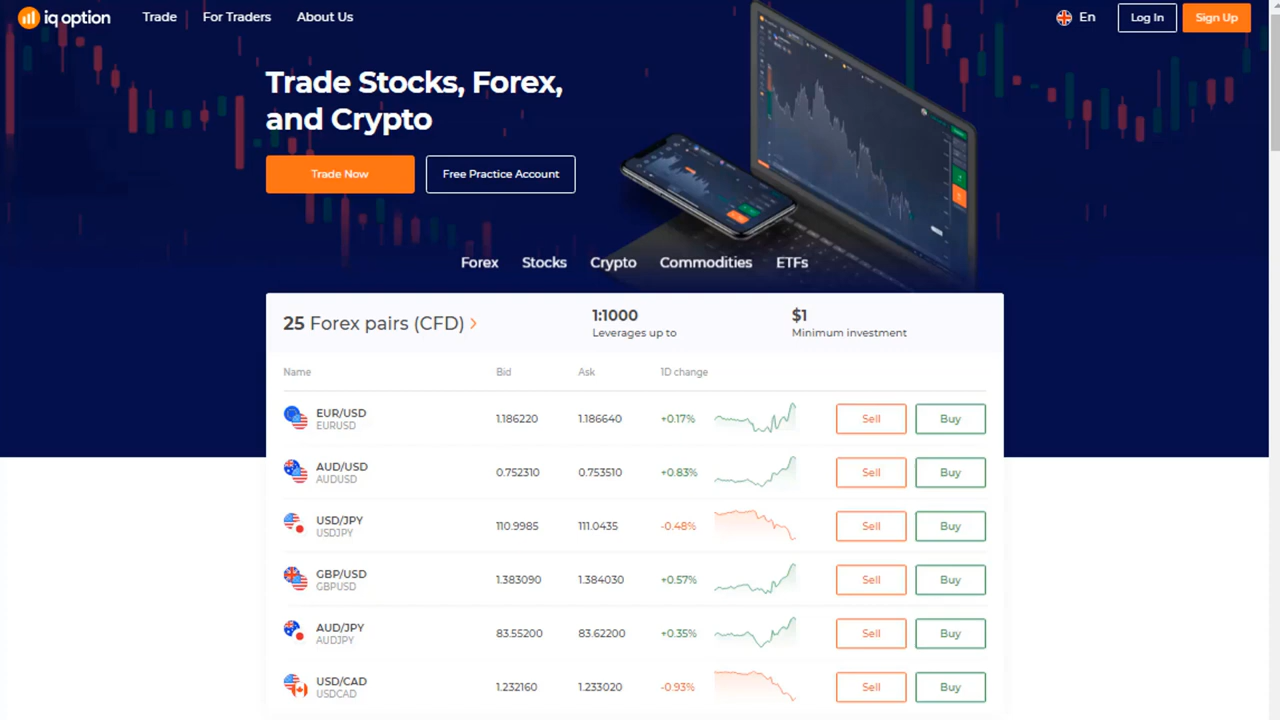 iq option
Trade
For Traders
About Us
En
Log In
Sign Up
Trade Stocks, Forex,
and Crypto
Trade Now
Free Practice Account
Forex
Stocks
Crypto
Commodities
ETFs
25 Forex pairs (CFD) >
1:1000
Leverages up to
$1
Minimum investment
Name Bid Ask 1D change
EUR/USD 1.186220 1.186640 +0.17% Sell Buy
EURUSD
AUD/USD 0.752310 0.753510 +0.83% Sell Buy
AUDUSD
USD/JPY 110.9985 111.0435 -0.48% Sell Buy
USDJPY
GBP/USD 1.383090 1.384030 +0.57% Sell Buy
GBPUSD
AUD/JPY 83.55200 83.62200 +0.35% Sell Buy
AUDJPY
USD/CAD 1.232160 1.233020 -0.93% Sell Buy
USDCAD